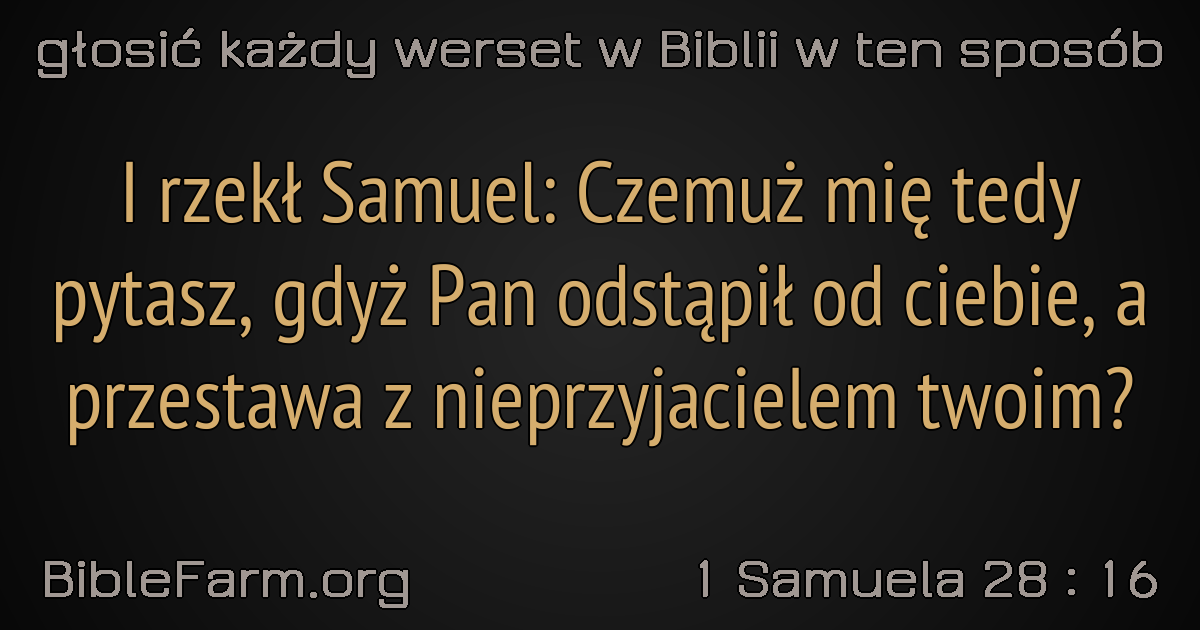 głosić każdy werset w Biblii w ten sposób
I rzekł Samuel: Czemuż mię tedy
pytasz, gdyż Pan odstąpił od ciebie, a
przestawa z nieprzyjacielem twoim?
BibleFarm.org
1 Samuela 28 : 16